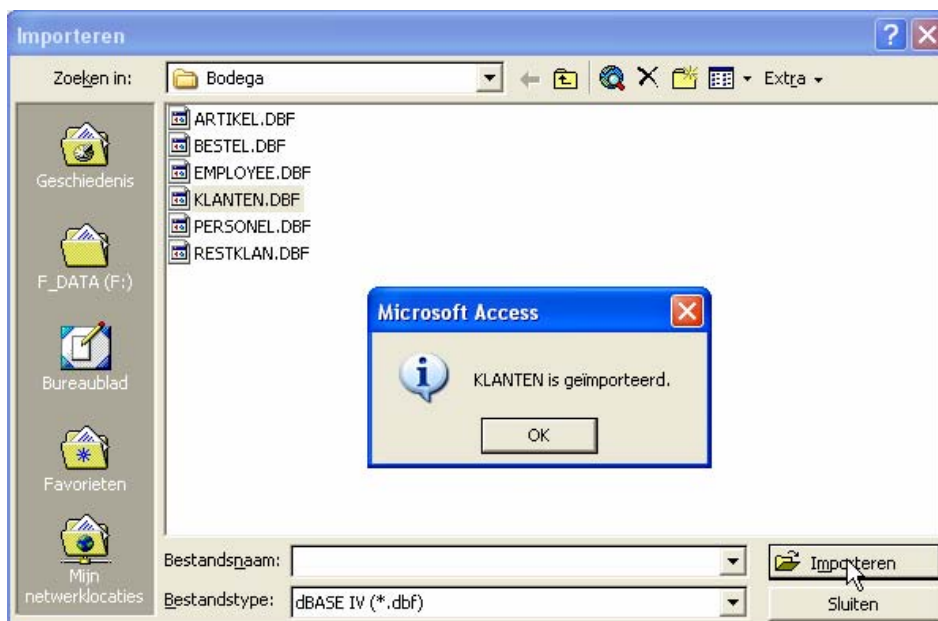 Importeren
Zoeken in:
Bodega
Extra
ARTIKEL.DBF
BESTEL.DBF
EMPLOYEE.DBF
KLANTEN.DBF
PERSONEL.DBF
RESTKLAN.DBF
Geschiedenis
F_DATA (F:)
Bureaublad
Favorieten
Mijn
netwerklocaties
Microsoft Access
KLANTEN is geïmporteerd.
OK
Bestandsnaam:
Importeren
Bestandstype:
dBASE IV (*.dbf)
Sluiten